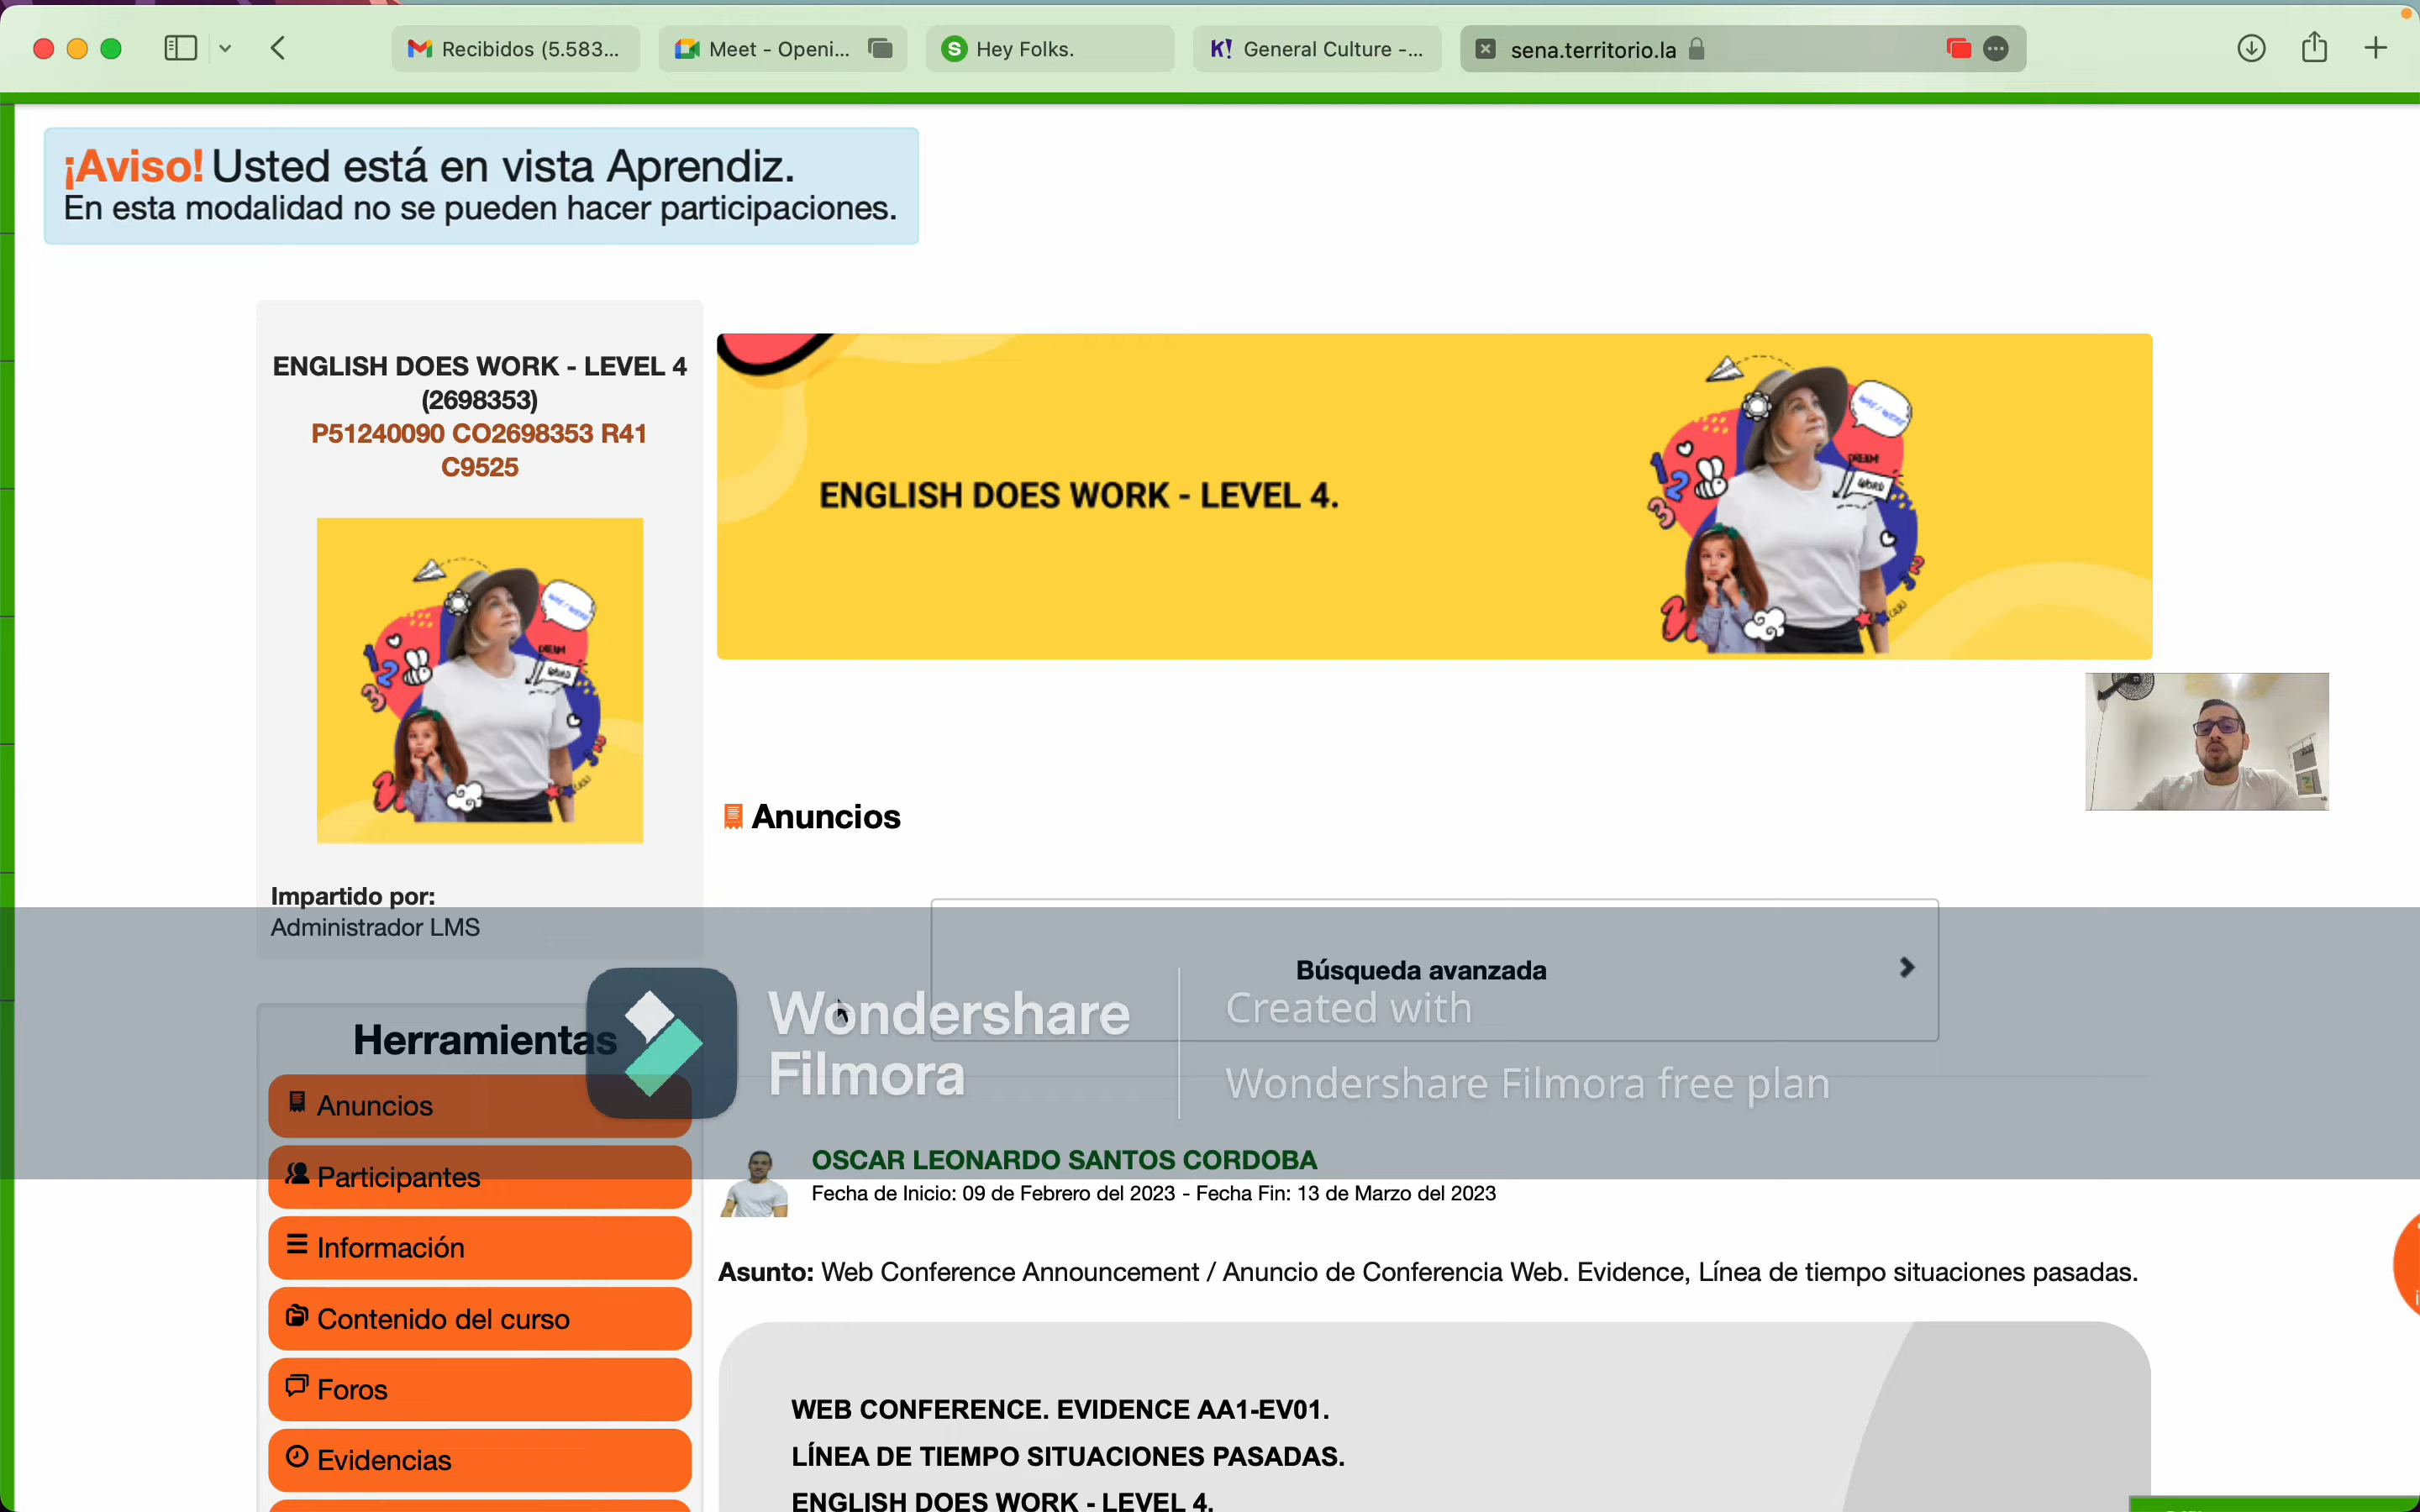 Recibidos (5.583...
Meet - Openi...
Hey Folks.
K! General Culture -...
sena.territorio.la
¡Aviso! Usted está en vista Aprendiz.
En esta modalidad no se pueden hacer participaciones.
ENGLISH DOES WORK - LEVEL 4
(2698353)
P51240090 CO2698353 R41
C9525
Impartido por:
Administrador LMS
ENGLISH DOES WORK - LEVEL 4.
DREAM
WORD
Anuncios
Búsqueda avanzada
Wondershare
Filmora
Created with
Wondershare Filmora free plan
Herramientas
Anuncios
Participantes
Información
Contenido del curso
Foros
Evidencias
OSCAR LEONARDO SANTOS CORDOBA
Fecha de Inicio: 09 de Febrero del 2023 - Fecha Fin: 13 de Marzo del 2023
Asunto: Web Conference Announcement / Anuncio de Conferencia Web. Evidence, Línea de tiempo situaciones pasadas.
WEB CONFERENCE. EVIDENCE AA1-EV01.
LÍNEA DE TIEMPO SITUACIONES PASADAS.
ENGLISH DOES WORK - LEVEL 4.